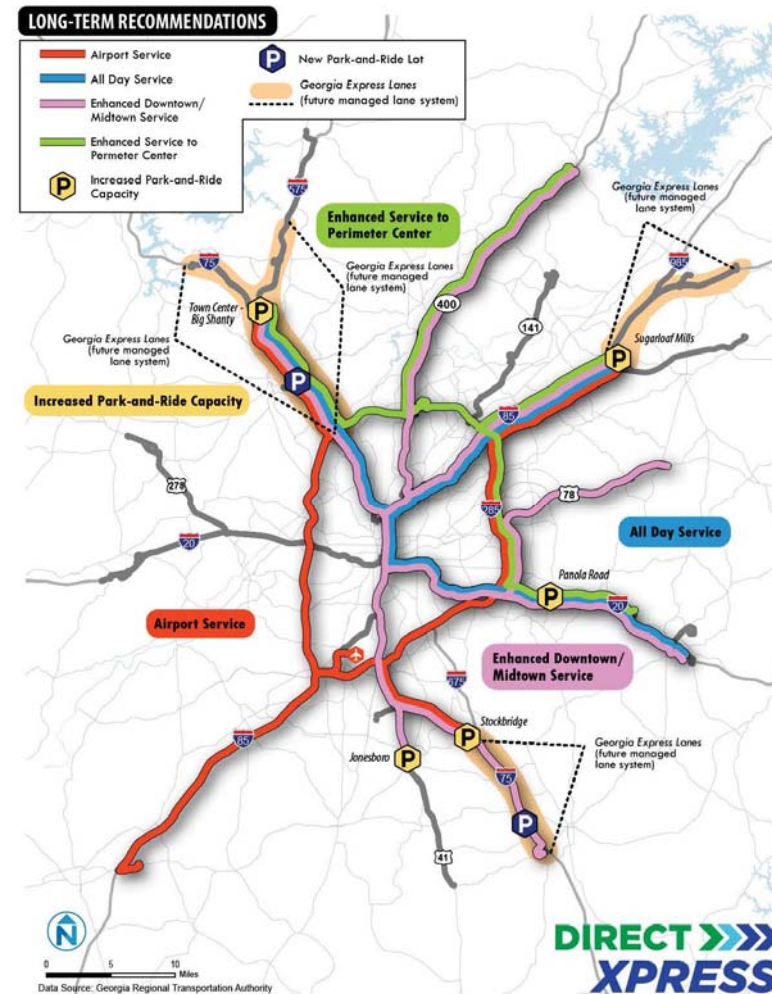 LONG-TERM RECOMMENDATIONS
Airport Service
All Day Service
Enhanced Downtown/
Midtown Service
Enhanced Service to
Perimeter Center
P
Increased Park-and-Ride
Capacity
P
New Park-and-Ride Lot
Georgia Express Lanes
(future managed lane system)
675
Enhanced Service to
Perimeter Center
Georgia Express Lanes
(future managed
lane system)
985
75
Georgia Express Lanes
(future managed
lane system)
Town Center -
Big Shanty
P
400
141
Sugarloaf Mills
P
Georgia Express Lanes
(future managed
lane system)
P
Increased Park-and-Ride Capacity
85
278
78
285
20
All Day Service
Panola Road
P
20
Airport Service
Enhanced Downtown/
Midtown Service
675
Stockbridge
P
85
Jonesboro
P
75
Georgia Express Lanes
(future managed
lane system)
P
41
N
0
5
10
Miles
Data Source: Georgia Regional Transportation Authority
DIRECT
XPRESS